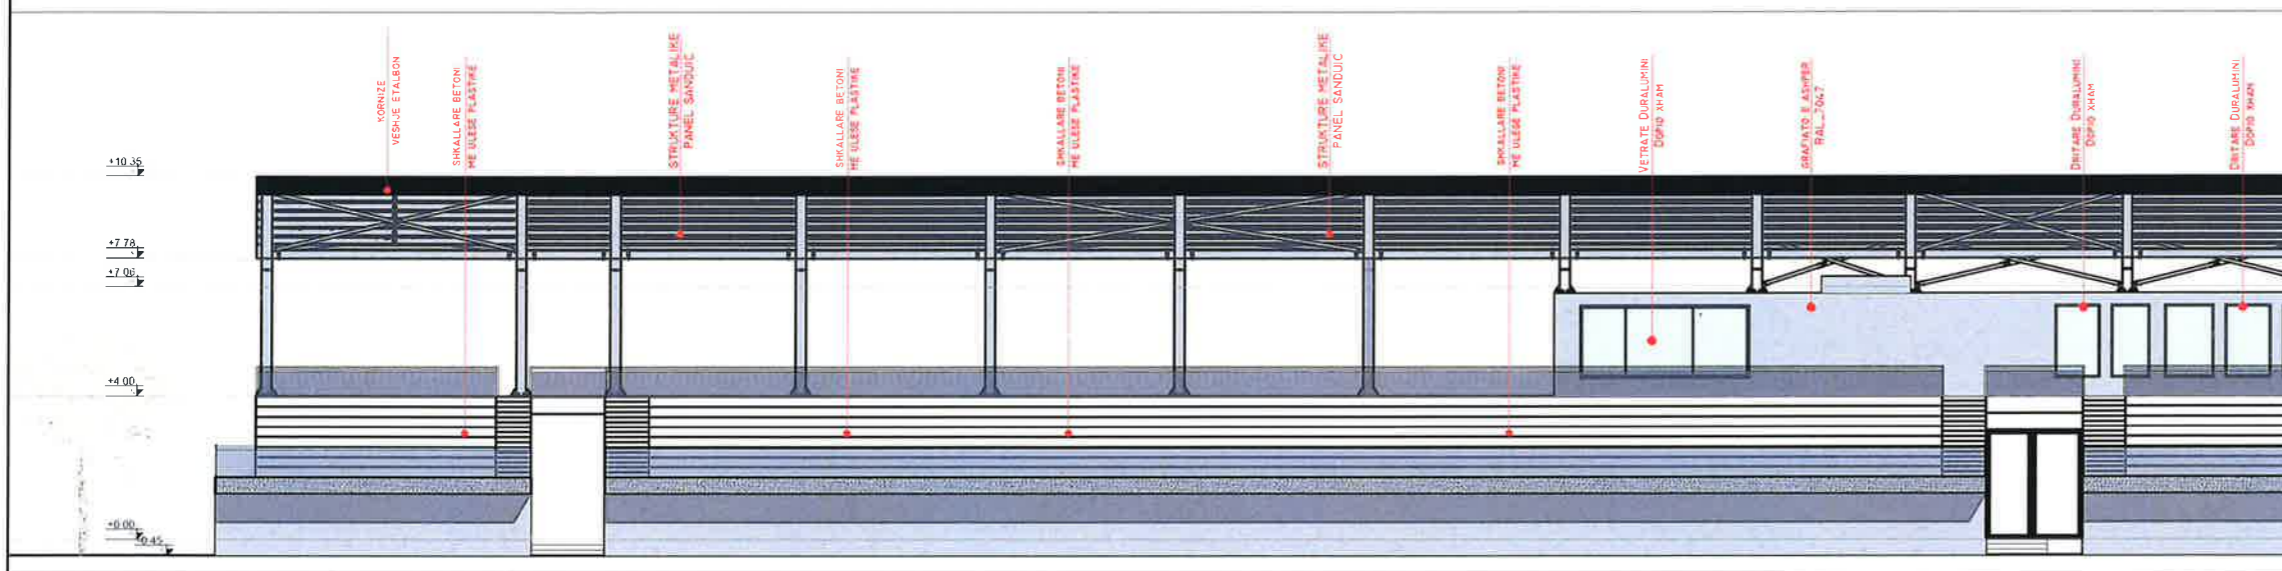 KORNIZE
VESHJE ETALBON
SHKALLARE BETONI
ME ULESE PLASTIKE
STRUKTURE METALIKE
PANEL SANDUIC
SHKALLARE BETONI
ME ULESE PLASTIKE
SHKALLARE BETONI
ME ULESE PLASTIKE
STRUKTURE METALIKE
PANEL SANDUIC
SHKALLARE BETONI
ME ULESE PLASTIKE
VETRATE DURALUMINI
DOPIO XHAM
GRAFIATO E ASHPER
RAL_7047
DRITARE DURALUMINI
DOPIO XHAM
DRITARE DURALUMINI
DOPIO XHAM
+10.35
+7.78
+7.06
+4.00
+0.00
-0.45